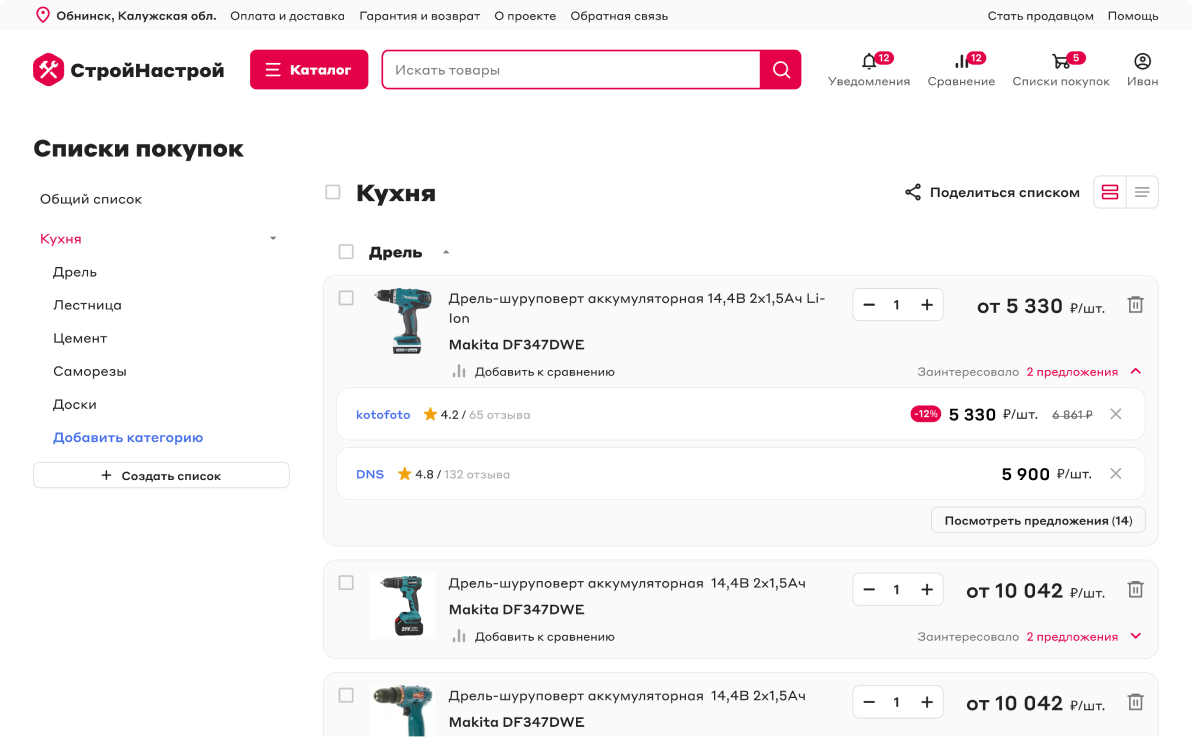 Обнинск, Калужская обл. Оплата и доставка Гарантия и возврат О проекте Обратная связь Стать продавцом Помощь
СтройНастрой Каталог Искать товары
12 12 5
Уведомления Сравнение Списки покупок Иван
Списки покупок
Общий список
Кухня
Дрель
Лестница
Цемент
Саморезы
Доски
Добавить категорию
+ Создать список
Кухня Поделиться списком
Дрель
Дрель-шуруповерт аккумуляторная 14,4В 2x1,5Ач Li-
Ion
Makita DF347DWE
Добавить к сравнению
− 1 + от 5 330 ₽/шт.
Заинтересовало 2 предложения
kotofoto 4.2 / 65 отзыва -12% 5 330 ₽/шт. 6 861 ₽
DNS 4.8 / 132 отзыва 5 900 ₽/шт.
Посмотреть предложения (14)
Дрель-шуруповерт аккумуляторная 14,4В 2x1,5Ач
Makita DF347DWE
Добавить к сравнению
− 1 + от 10 042 ₽/шт.
Заинтересовало 2 предложения
Дрель-шуруповерт аккумуляторная 14,4В 2x1,5Ач
Makita DF347DWE
− 1 + от 10 042 ₽/шт.